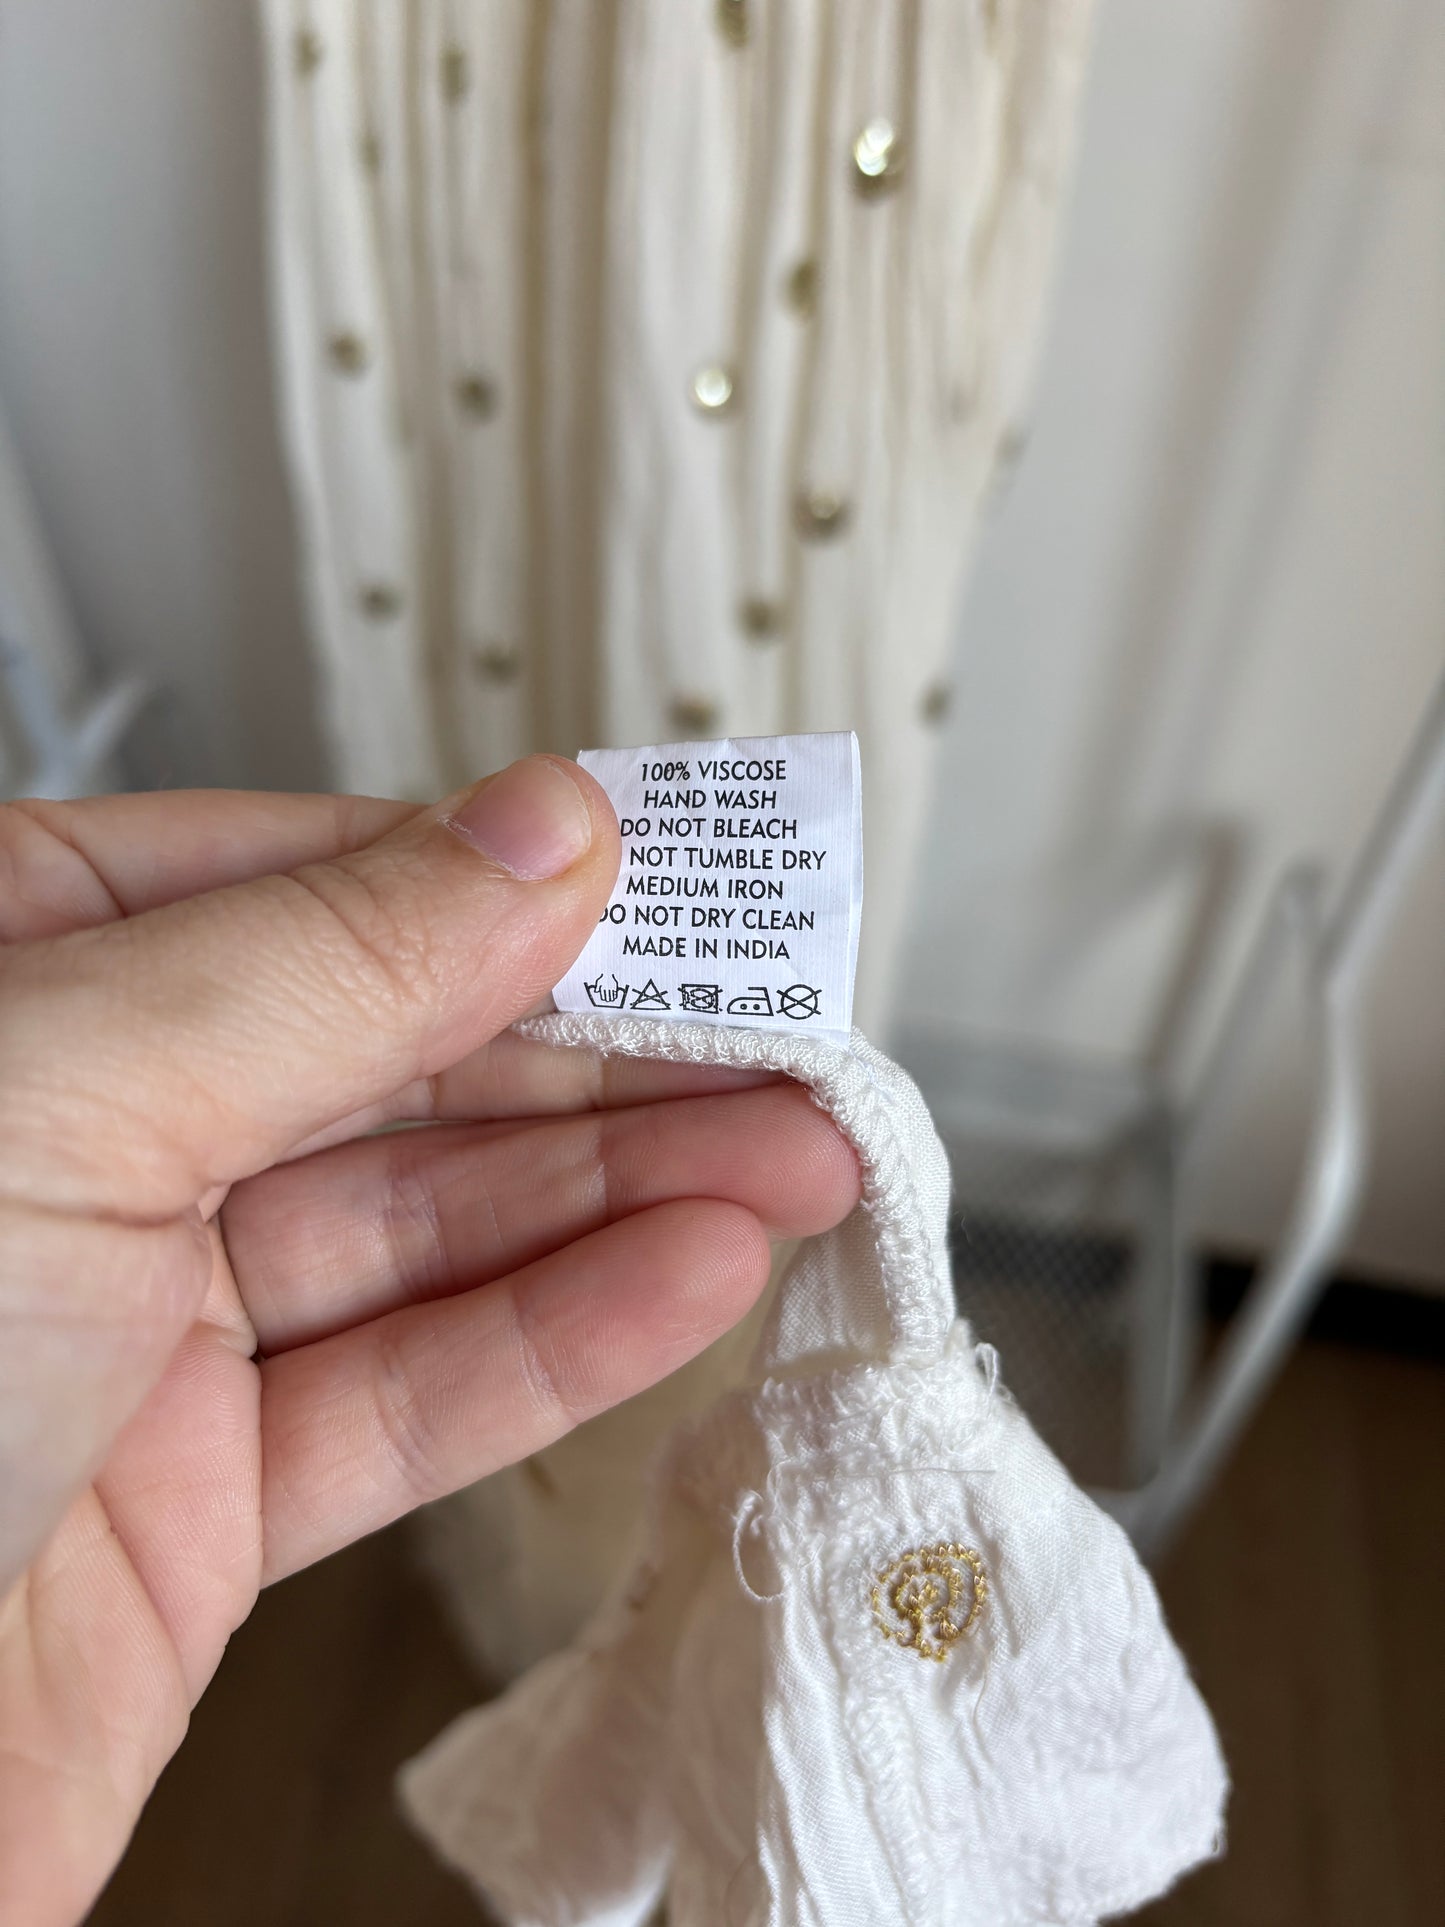 100% VISCOSE
HAND WASH
DO NOT BLEACH
NOT TUMBLE DRY
MEDIUM IRON
DO NOT DRY CLEAN
MADE IN INDIA